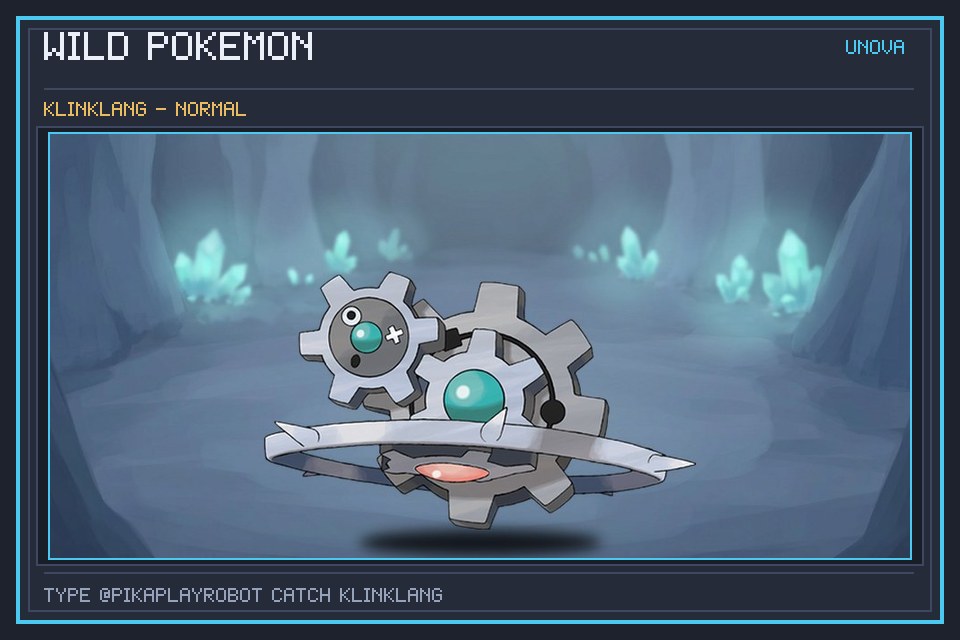 WILD POKEMON
UNOVA
KLINKLANG - NORMAL
TYPE @PIKAPLAYROBOT CATCH KLINKLANG